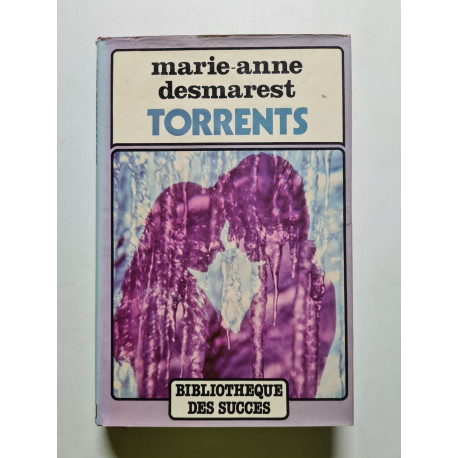 marie-anne
desmarest
TORRENTS
BIBLIOTHEQUE
DES SUCCES